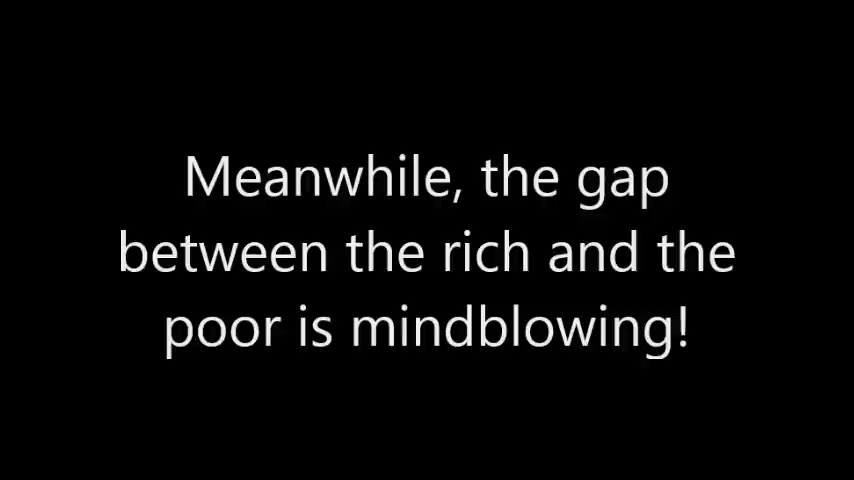 Meanwhile, the gap
between the rich and the
poor is mindblowing!